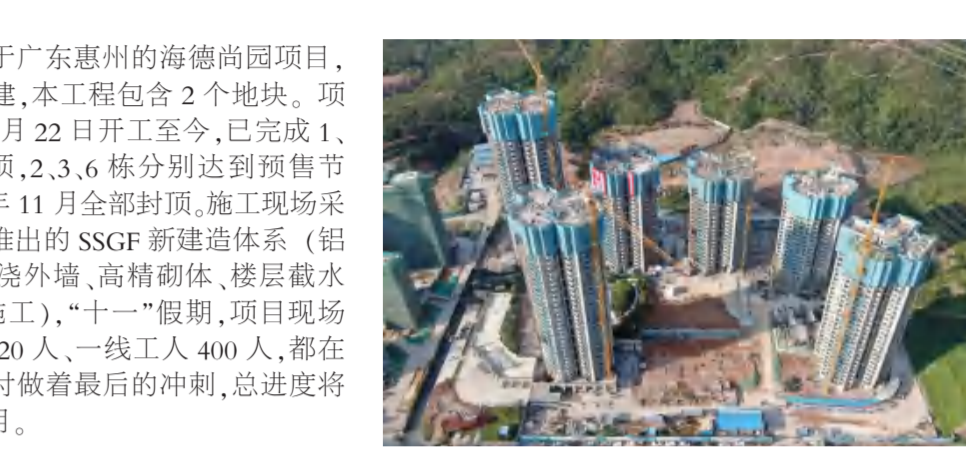 于广东惠州的海德尚园项目，
建，本工程包含 2 个地块。项
月 22 日开工至今，已完成 1、
顶，2、3、6 栋分别达到预售节
年 11 月全部封顶。施工现场采
推出的 SSGF 新建造体系（铝
浇外墙、高精砌体、楼层截水
施工），“十一”假期，项目现场
20 人、一线工人 400 人，都在
付做着最后的冲刺，总进度将
月。